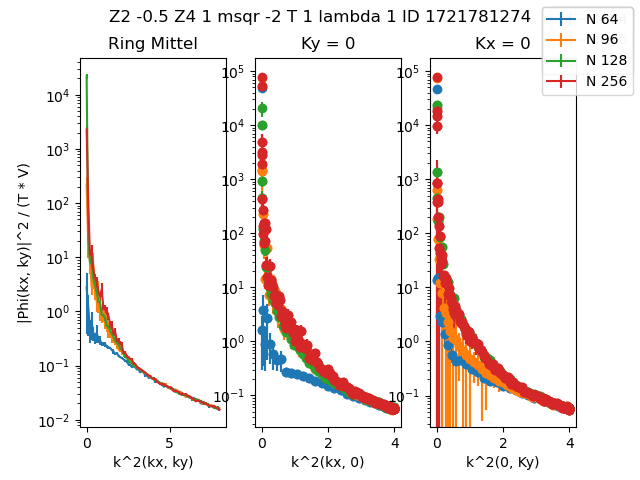 Z2 -0.5 Z4 1 msqr -2 T 1 lambda 1 ID 1721781274
N 64
N 96
N 128
N 256
Ring Mittel
Ky = 0
Kx = 0
|Phi(kx, ky)|^2 / (T * V)
10^4
10^3
10^2
10^1
10^0
10^-1
10^-2
0
5
k^2(kx, ky)
10^5
10^4
10^3
10^2
10^1
10^0
10^-1
0
2
4
k^2(kx, 0)
10^5
10^4
10^3
10^2
10^1
10^0
10^-1
0
2
4
k^2(0, Ky)